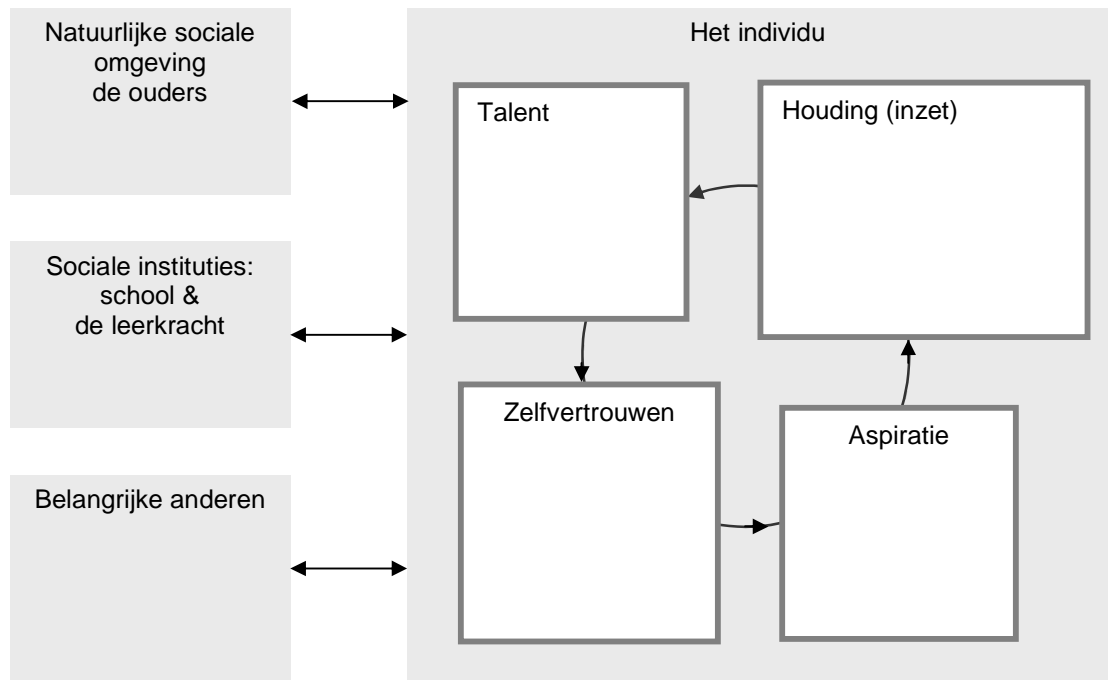 Natuurlijke sociale
omgeving
de ouders
Sociale instituties:
school &
de leerkracht
Belangrijke anderen
Het individu
Talent
Houding (inzet)
Zelfvertrouwen
Aspiratie